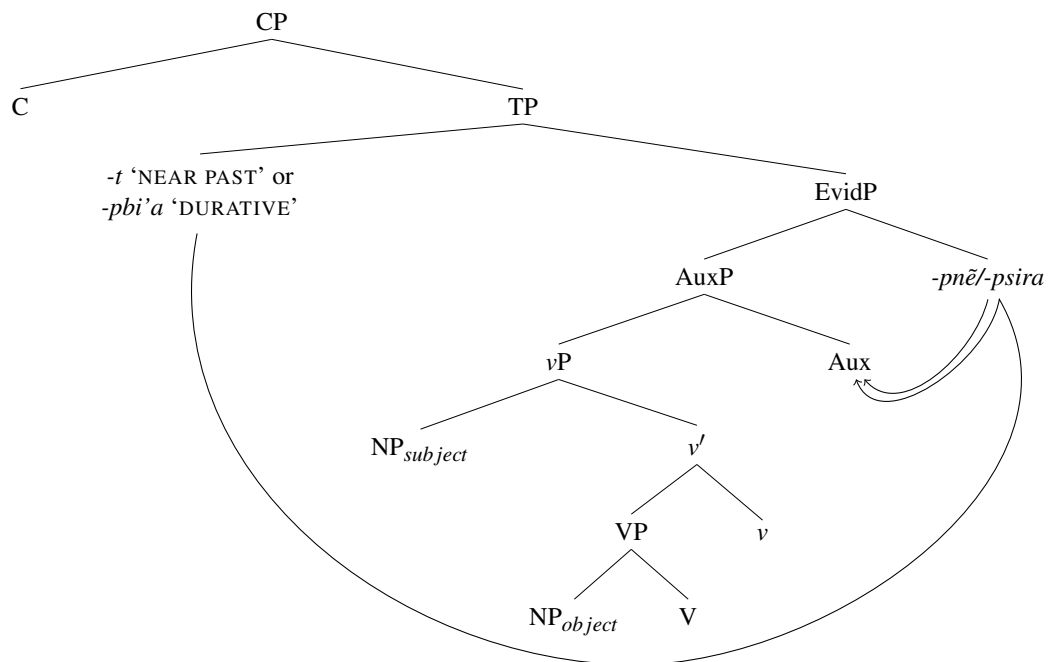 CP
C
TP
-t ‘NEAR PAST’ or
-pbi’a ‘DURATIVE’
EvidP
AuxP
-pnẽ/-psira
vP
Aux
NPsubject
v′
VP
v
NPobject
V